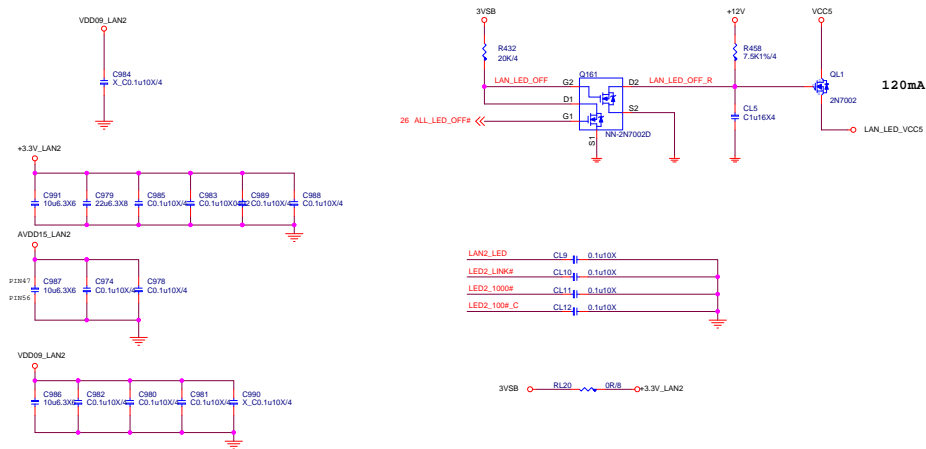 VDD09_LAN2
C984
X_C0.1u10X/4
3VSB
R432
20K/4
LAN_LED_OFF
G2
D1
G1
26 ALL_LED_OFF#
Q161
D2
S2
S1
NN-2N7002D
LAN_LED_OFF_R
+12V
R458
7.5K1%/4
CL5
C1u16X4
VCC5
QL1
2N7002
120mA
LAN_LED_VCC5
+3.3V_LAN2
C991
10u6.3X6
C979
22u6.3X8
C985
C0.1u10X/4
C983
C989
C0.1u10X/4
C988
C0.1u10X/4
AVDD15_LAN2
PIN47
PIN56
C987
10u6.3X6
C974
C0.1u10X/4
C978
C0.1u10X/4
LAN2_LED
CL9
0.1u10X
LED2_LINK#
CL10
0.1u10X
LED2_1000#
CL11
0.1u10X
LED2_100#_C
CL12
0.1u10X
VDD09_LAN2
C986
10u6.3X6
C982
C0.1u10X/4
C980
C0.1u10X/4
C981
C0.1u10X/4
C990
X_C0.1u10X/4
3VSB
RL20
0R/8
+3.3V_LAN2